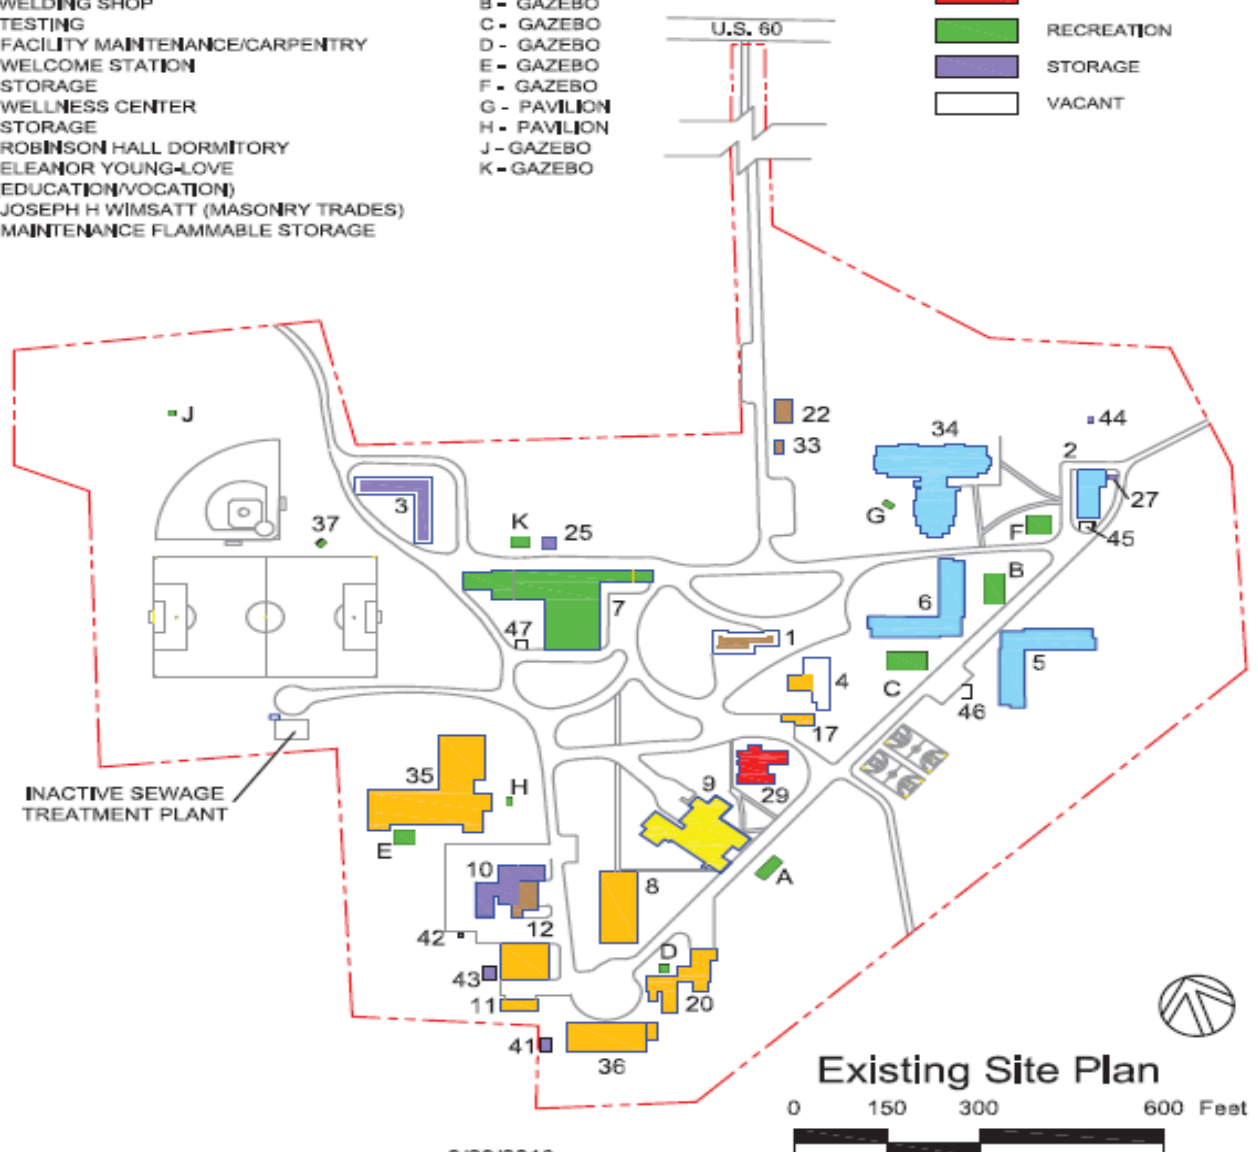 WELDING SHOP
TESTING
FACILITY MAINTENANCE/CARPENTRY
WELCOME STATION
STORAGE
WELLNESS CENTER
STORAGE
ROBINSON HALL DORMITORY
ELEANOR YOUNG-LOVE
EDUCATION/VOCATION)
JOSEPH H WIMSATT (MASONRY TRADES)
MAINTENANCE FLAMMABLE STORAGE
B - GAZEBO
C - GAZEBO
D - GAZEBO
E - GAZEBO
F - GAZEBO
G - PAVILION
H - PAVILION
J - GAZEBO
K - GAZEBO
U.S. 60
RECREATION
STORAGE
VACANT
J
22
33
34
44
2
27
45
3
37
K
25
G
F
B
6
7
47
1
5
C
4
46
17
35
H
9
29
INACTIVE SEWAGE
TREATMENT PLANT
E
10
8
A
12
42
D
43
11
20
41
36
Existing Site Plan
0 150 300 600 Feet